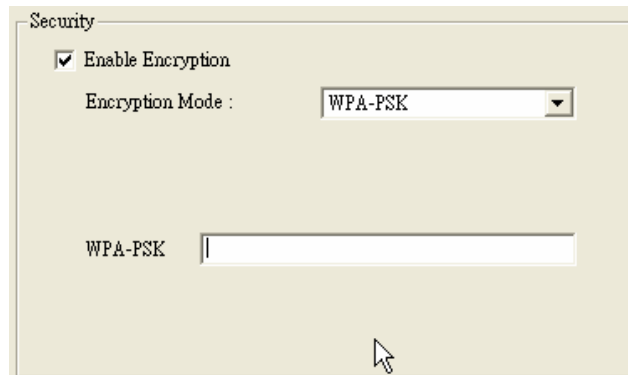 Security
Enable Encryption
Encryption Mode : WPA-PSK
WPA-PSK